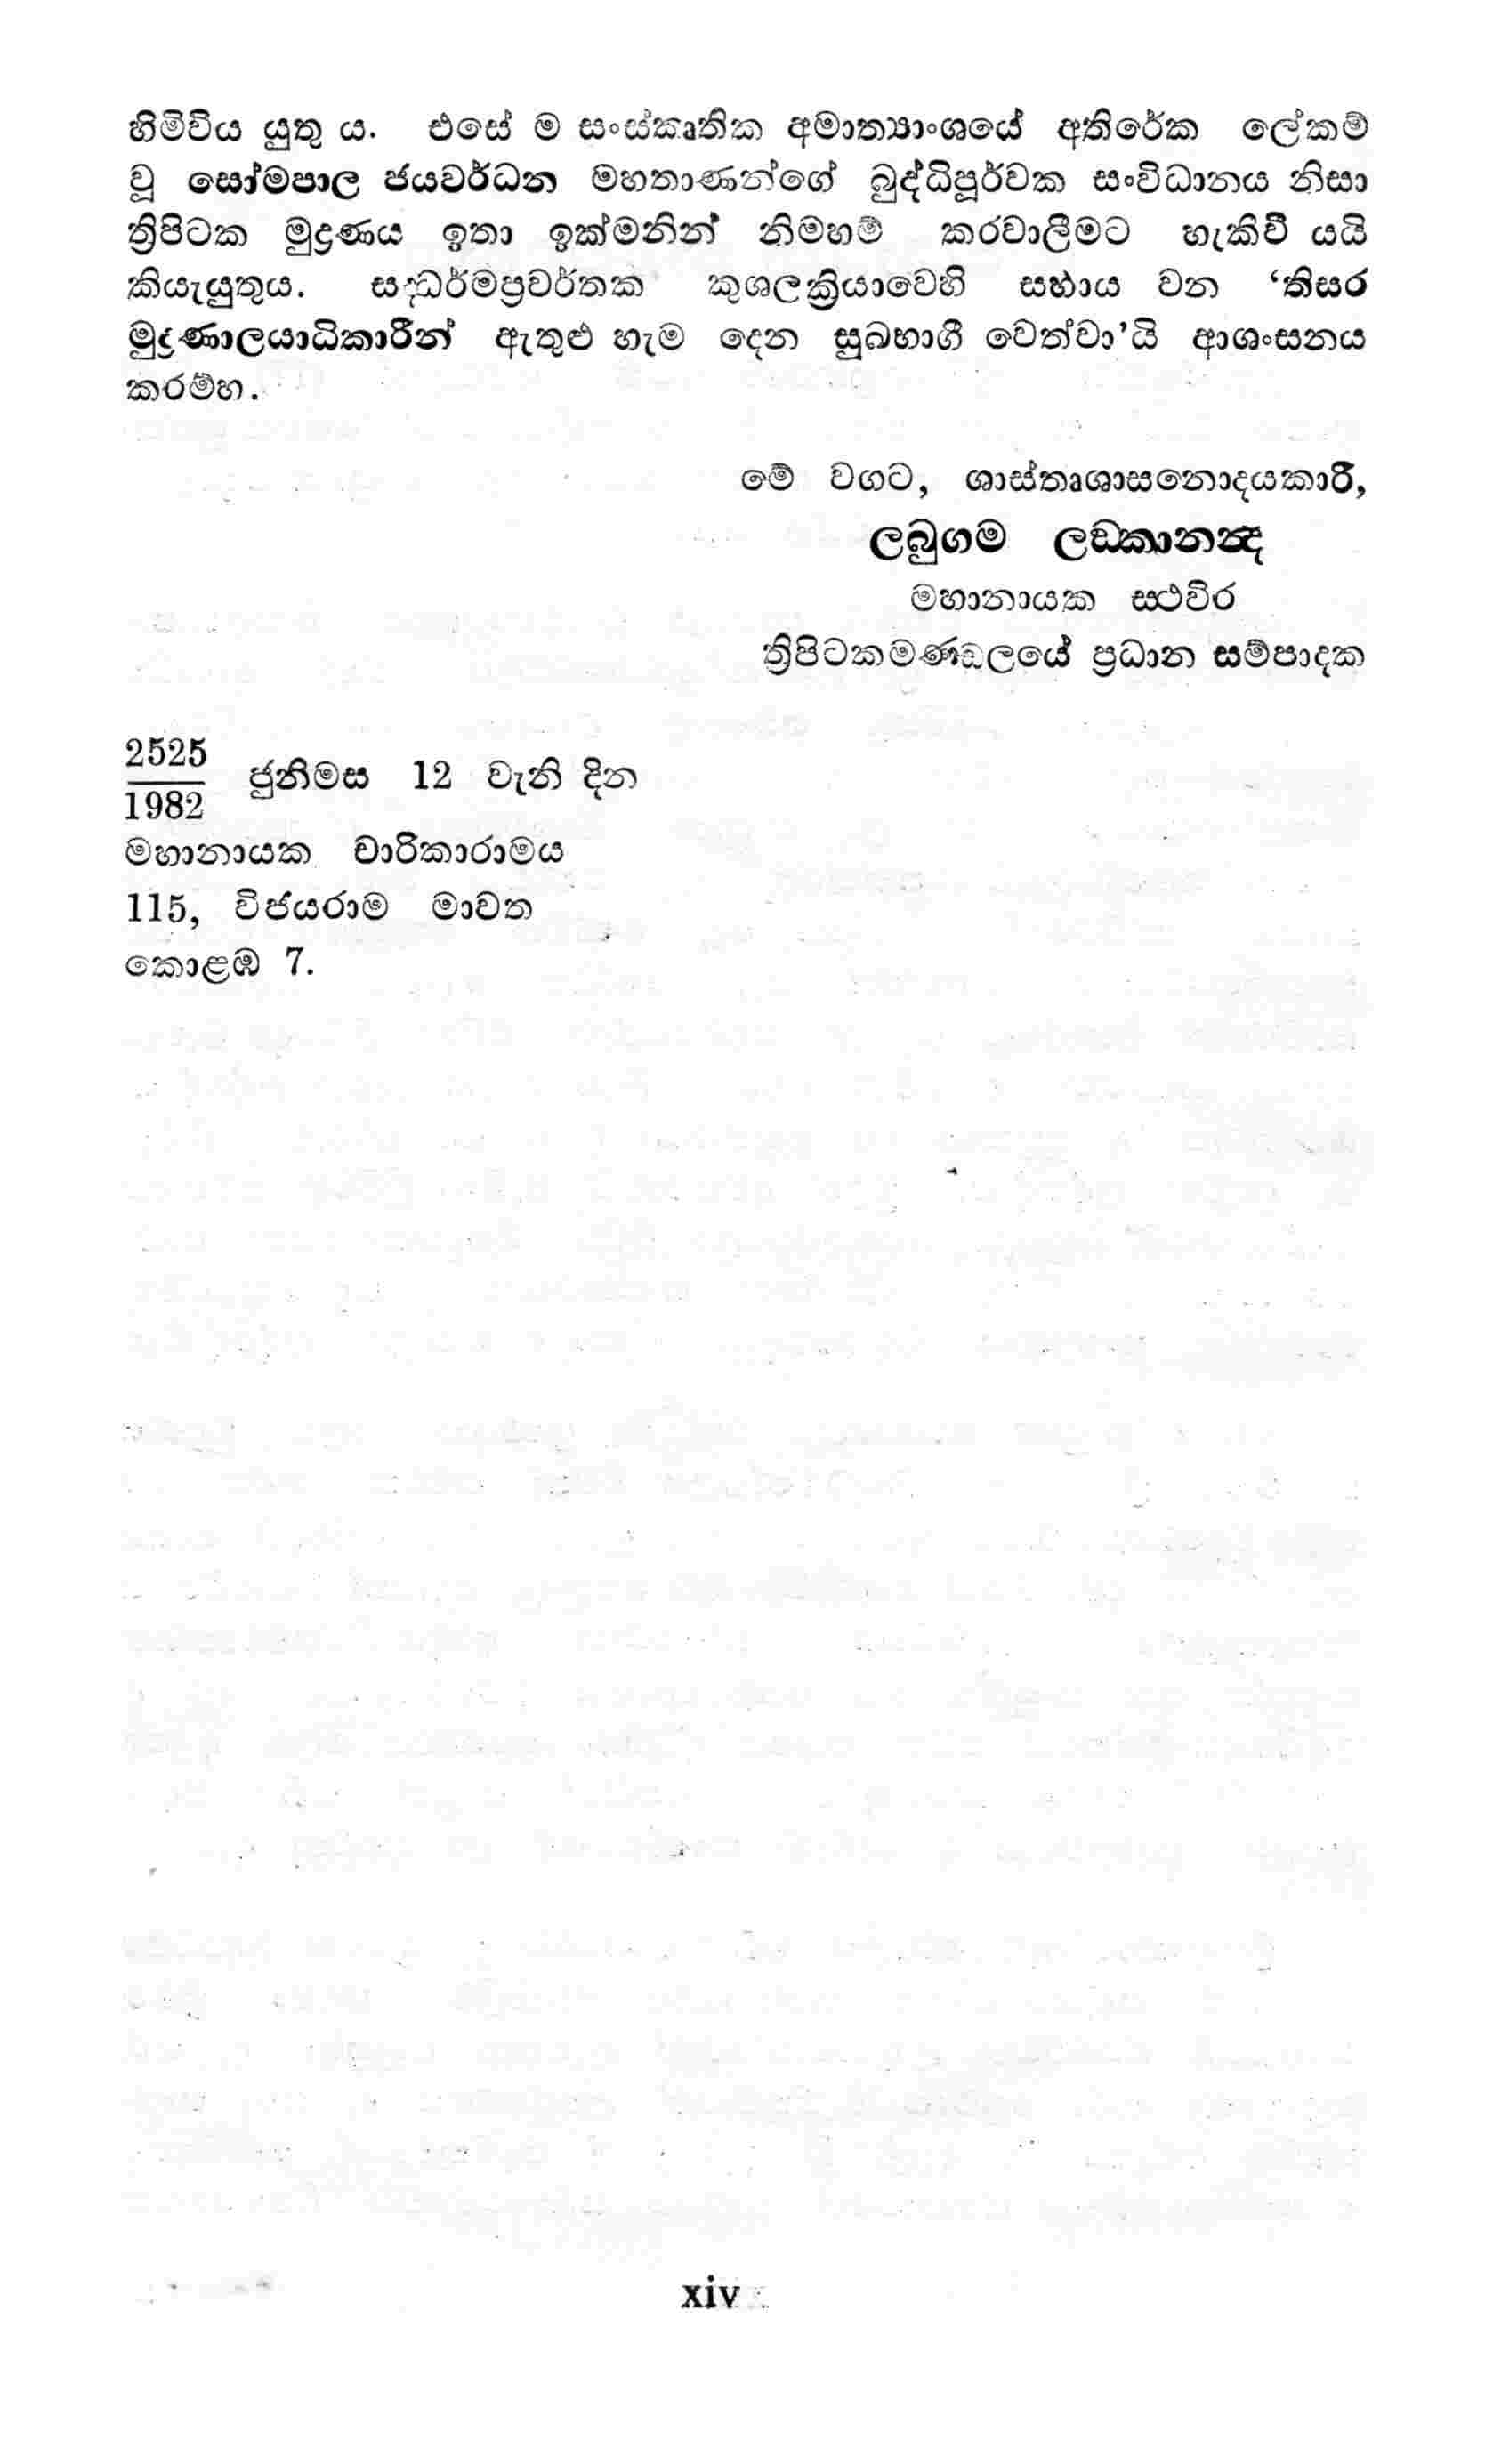 හිමිවිය යුතු ය. එසේ ම සංස්කෘතික අමාත්‍යාංශයේ අතිරේක ලේකම්
වූ සෝමපාල ජයවර්ධන මහතාණන්ගේ බුද්ධිපූර්වක සංවිධානය නිසා
ත්‍රිපිටක මුද්‍රණය ඉතා ඉක්මනින් නිමහම් කරවාලීමට හැකිවී යයි
කියැයුතුය. සද්ධර්මප්‍රවර්තක කුශලක්‍රියාවෙහි සහාය වන ‘තිසර
මුද්‍රණාලයාධිකාරීන් ඇතුළු හැම දෙන සුඛභාගී වෙත්වා’යි ආශංසනය
කරම්හ.
මේ වගට, ශාස්තෘශාසනොදයකාරී,
ලබුගම ලඞ්කානන්‍ද
මහානායක ස්ථවිර
ත්‍රිපිටකමණ්ඩලයේ ප්‍රධාන සම්පාදක
2525
1982 ජුනිමස 12 වැනි දින
මහානායක චාරිකාරාමය
115, විජයරාම මාවත
කොළඹ 7.
xiv